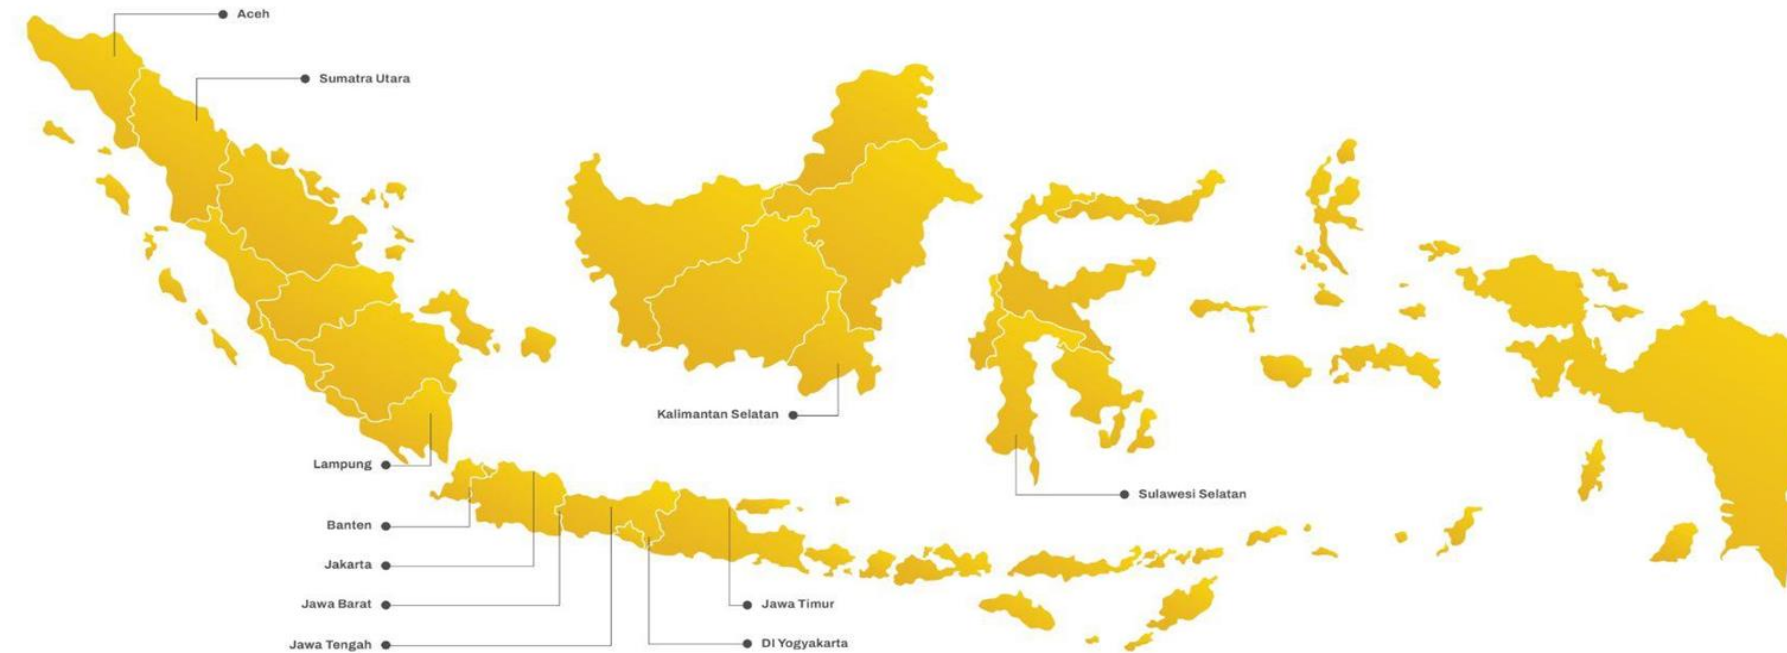 Aceh
Sumatra Utara
Kalimantan Selatan
Lampung
Sulawesi Selatan
Banten
Jakarta
Jawa Barat
Jawa Timur
Jawa Tengah
DI Yogyakarta